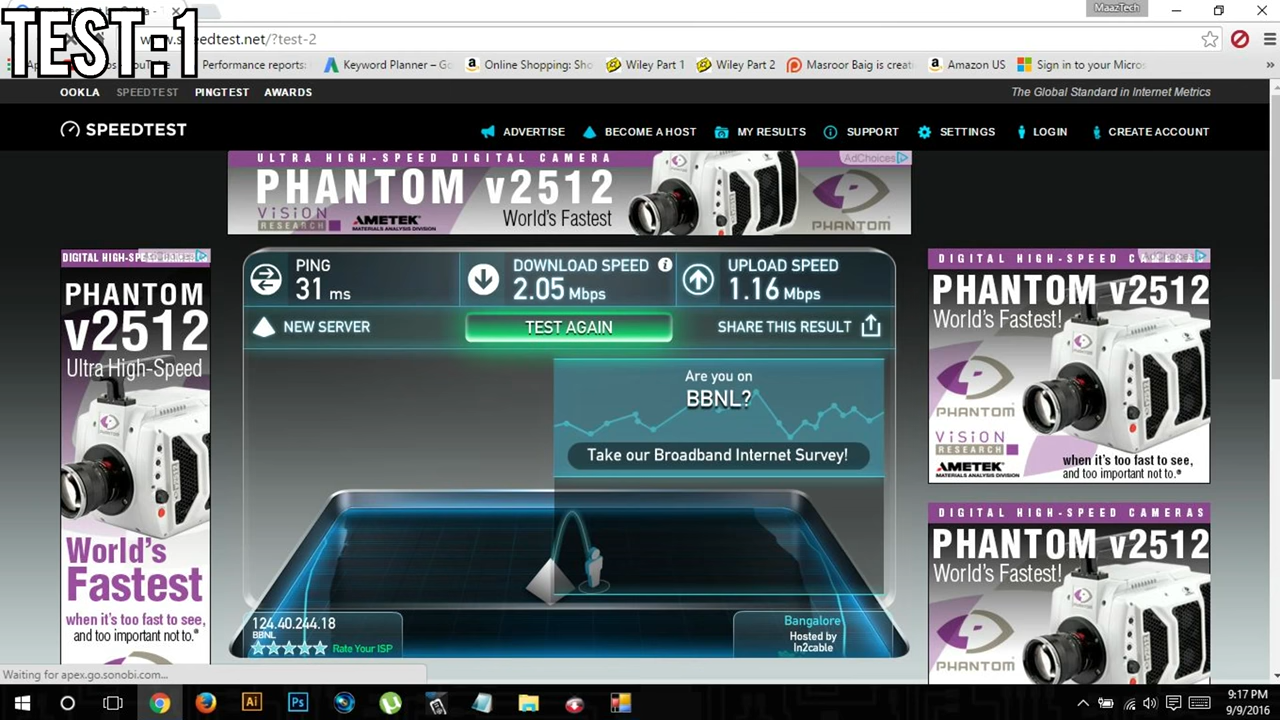 TEST:1
MaazTech
www.speedtest.net/?test-2
YouTube
Performance reports:
Keyword Planner – Go
Online Shopping: Sho
Wiley Part 1
Wiley Part 2
Masroor Baig is creati
Amazon US
Sign in to your Micros
»
OOKLA
SPEEDTEST
PINGTEST
AWARDS
The Global Standard in Internet Metrics
SPEEDTEST
ADVERTISE
BECOME A HOST
MY RESULTS
SUPPORT
SETTINGS
LOGIN
CREATE ACCOUNT
ULTRA HIGH-SPEED DIGITAL CAMERA
AdChoices
PHANTOM v2512
World's Fastest
VISION
RESEARCH
AMETEK
MATERIALS ANALYSIS DIVISION
PHANTOM
DIGITAL HIGH-SPEED
PHANTOM
v2512
Ultra High-Speed
World's
Fastest
when it's too fast to see,
and too important not to.®
PING
31 ms
DOWNLOAD SPEED
2.05 Mbps
UPLOAD SPEED
1.16 Mbps
NEW SERVER
TEST AGAIN
SHARE THIS RESULT
Are you on
BBNL?
Take our Broadband Internet Survey!
124.40.244.18
BBNL
Rate Your ISP
Bangalore
Hosted by
In2cable
DIGITAL HIGH-SPEED
PHANTOM v2512
World's Fastest!
PHANTOM
VISION
RESEARCH
AMETEK
MATERIALS ANALYSIS DIVISION
when it's too fast to see,
and too important not to.®
DIGITAL HIGH-SPEED CAMERAS
PHANTOM v2512
World's Fastest!
PHANTOM
Waiting for apex.go.sonobi.com...
Ai
Ps
9:17 PM
9/9/2016